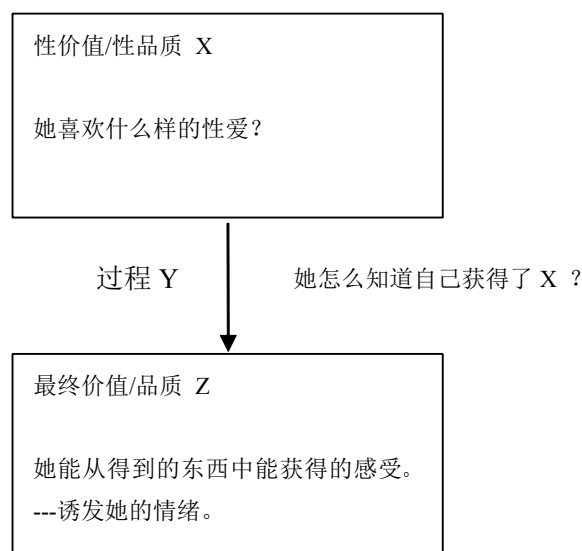 性价值/性品质 X
她喜欢什么样的性爱？
过程 Y
她怎么知道自己获得了 X ？
最终价值/品质 Z
她能从得到的东西中能获得的感受。
---诱发她的情绪。